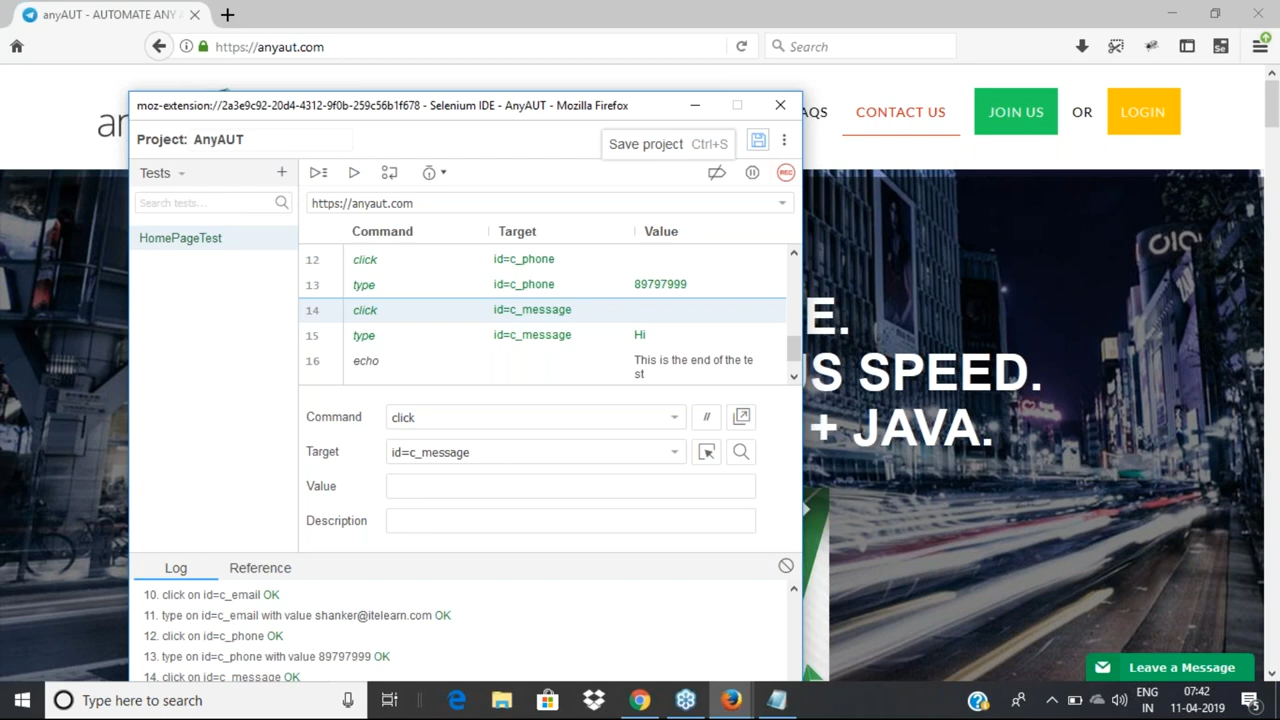 anyAUT - AUTOMATE ANY A
https://anyaut.com
Search
an
AQS
CONTACT US
JOIN US
OR
LOGIN
moz-extension://2a3e9c92-20d4-4312-9f0b-259c56b1f678 - Selenium IDE - AnyAUT - Mozilla Firefox
Project: AnyAUT
Save project Ctrl+S
Tests
REC
Search tests...
https://anyaut.com
HomePageTest
Command Target Value
12 click id=c_phone
13 type id=c_phone 89797999
14 click id=c_message
15 type id=c_message Hi
16 echo This is the end of the te
st
Command click //
Target id=c_message
Value
Description
E.
S SPEED.
+ JAVA.
Log Reference
10. click on id=c_email OK
11. type on id=c_email with value shanker@itelearn.com OK
12. click on id=c_phone OK
13. type on id=c_phone with value 89797999 OK
14. click on id=c_message OK
Leave a Message
Type here to search
ENG
IN
07:42
11-04-2019
5